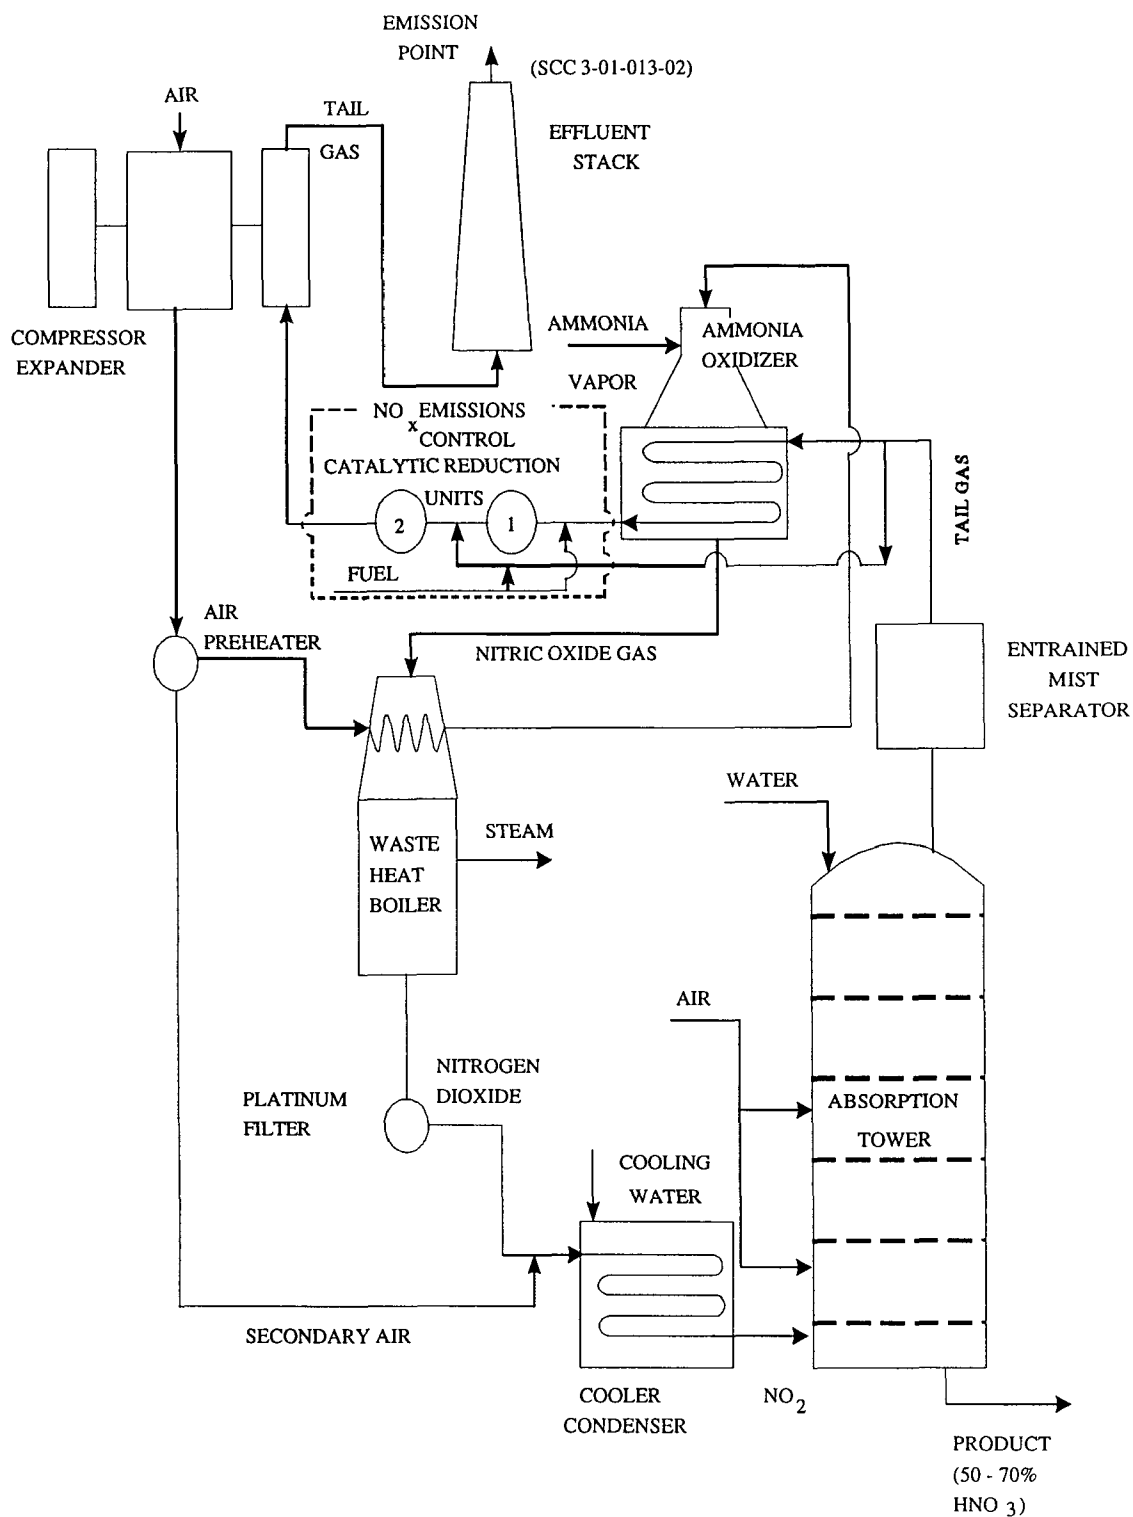 EMISSION
POINT
(SCC 3-01-013-02)
AIR
TAIL
GAS
EFFLUENT
STACK
COMPRESSOR
EXPANDER
AMMONIA
VAPOR
AMMONIA
OXIDIZER
NOx EMISSIONS
CONTROL
CATALYTIC REDUCTION
UNITS
2
1
FUEL
TAIL GAS
AIR
PREHEATER
NITRIC OXIDE GAS
ENTRAINED
MIST
SEPARATOR
WATER
STEAM
WASTE
HEAT
BOILER
AIR
NITROGEN
DIOXIDE
PLATINUM
FILTER
ABSORPTION
TOWER
COOLING
WATER
SECONDARY AIR
COOLER
CONDENSER
NO2
PRODUCT
(50 - 70%
HNO 3)